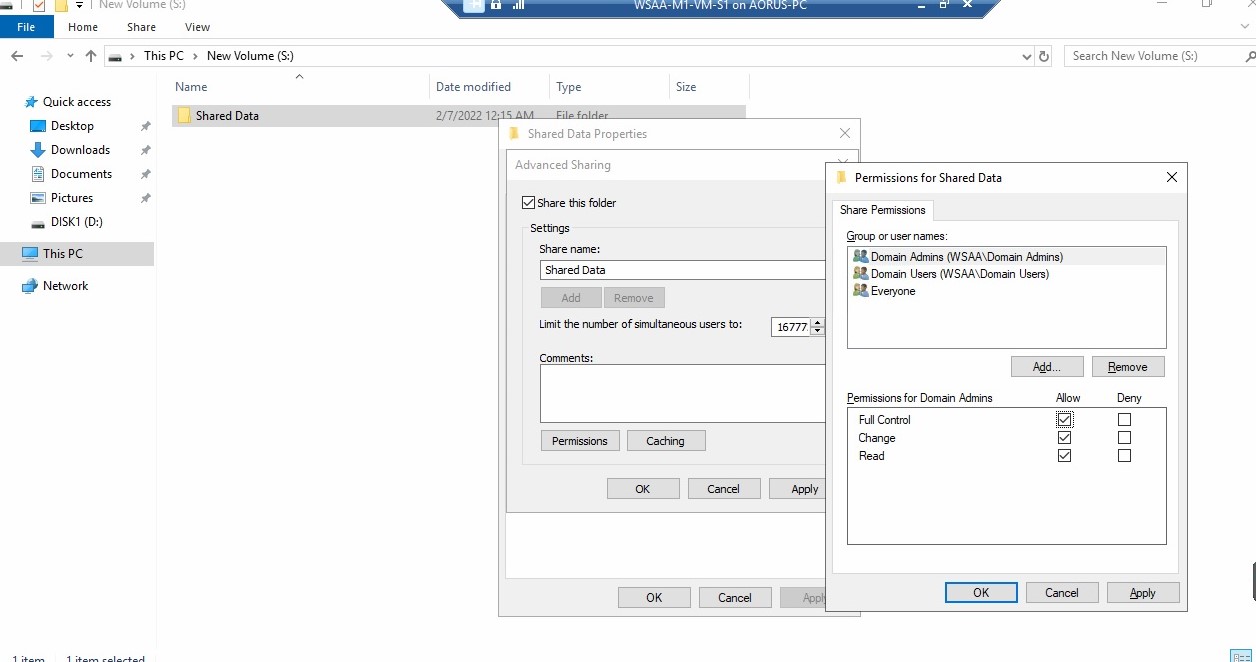 New Volume (S:)
WSAA-M1-VM-S1 on AORUS-PC
File Home Share View
This PC New Volume (S:)
Search New Volume (S:)
Name Date modified Type Size
Quick access
Desktop
Downloads
Documents
Pictures
DISK1 (D:)
This PC
Network
Shared Data 2/7/2022 12:15 AM File folder
Shared Data Properties
Advanced Sharing
Share this folder
Settings
Share name:
Shared Data
Add Remove
Limit the number of simultaneous users to: 16777
Comments:
Permissions Caching
OK Cancel Apply
OK Cancel Apply
Permissions for Shared Data
Share Permissions
Group or user names:
Domain Admins (WSAA\Domain Admins)
Domain Users (WSAA\Domain Users)
Everyone
Add... Remove
Permissions for Domain Admins Allow Deny
Full Control
Change
Read
OK Cancel Apply
1 item 1 item selected